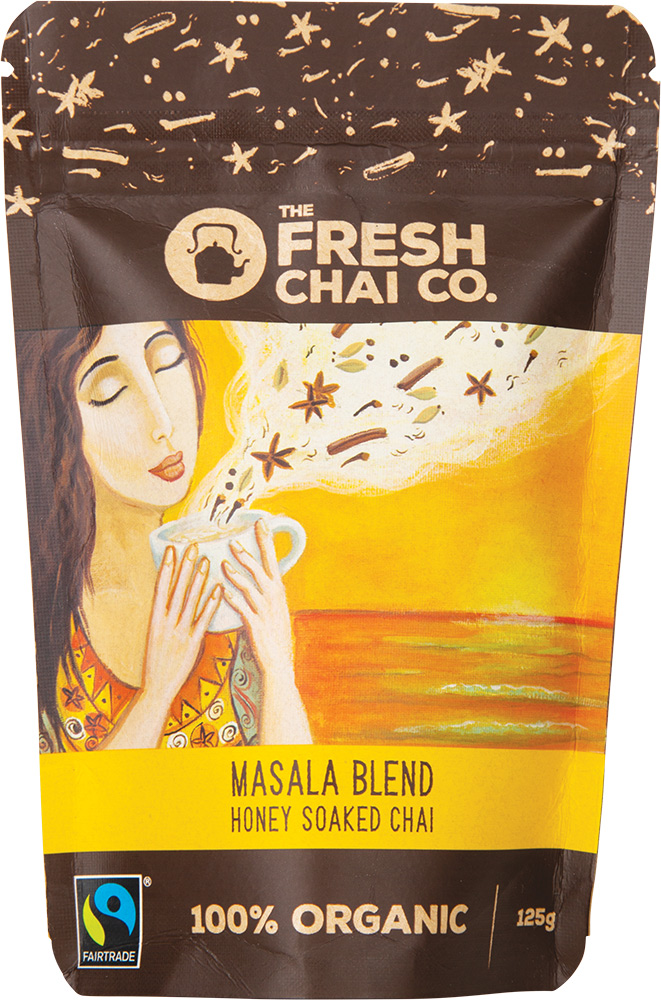 THE
FRESH
CHAI CO.
MASALA BLEND
HONEY SOAKED CHAI
100% ORGANIC
125g
®
FAIRTRADE